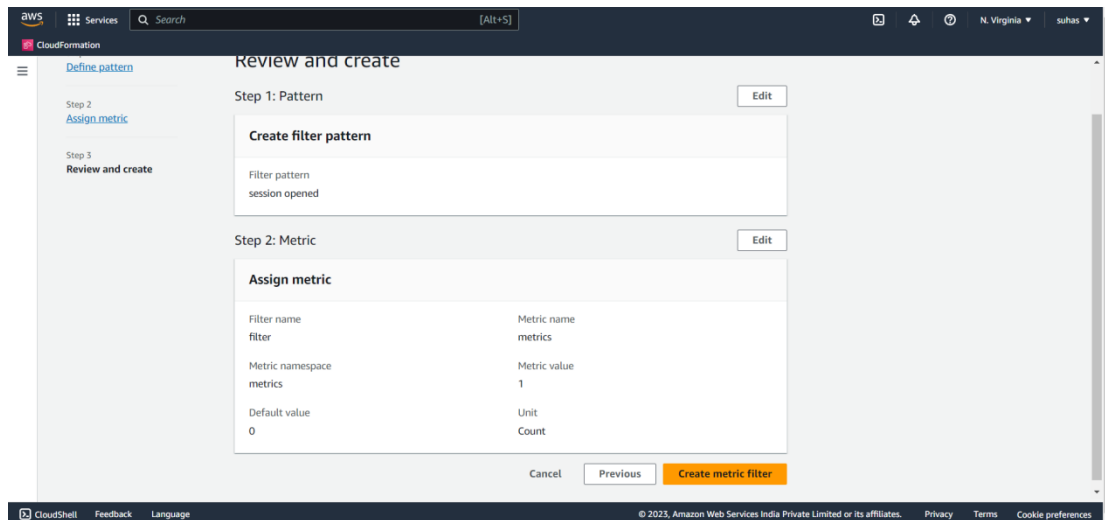 aws
Services
Search
[Alt+S]
N. Virginia
suhas
CloudFormation
Define pattern
Step 2
Assign metric
Step 3
Review and create
Review and create
Step 1: Pattern
Edit
Create filter pattern
Filter pattern
session opened
Step 2: Metric
Edit
Assign metric
Filter name
Metric name
filter
metrics
Metric namespace
Metric value
metrics
1
Default value
Unit
0
Count
Cancel
Previous
Create metric filter
CloudShell
Feedback
Language
© 2023, Amazon Web Services India Private Limited or its affiliates.
Privacy
Terms
Cookie preferences